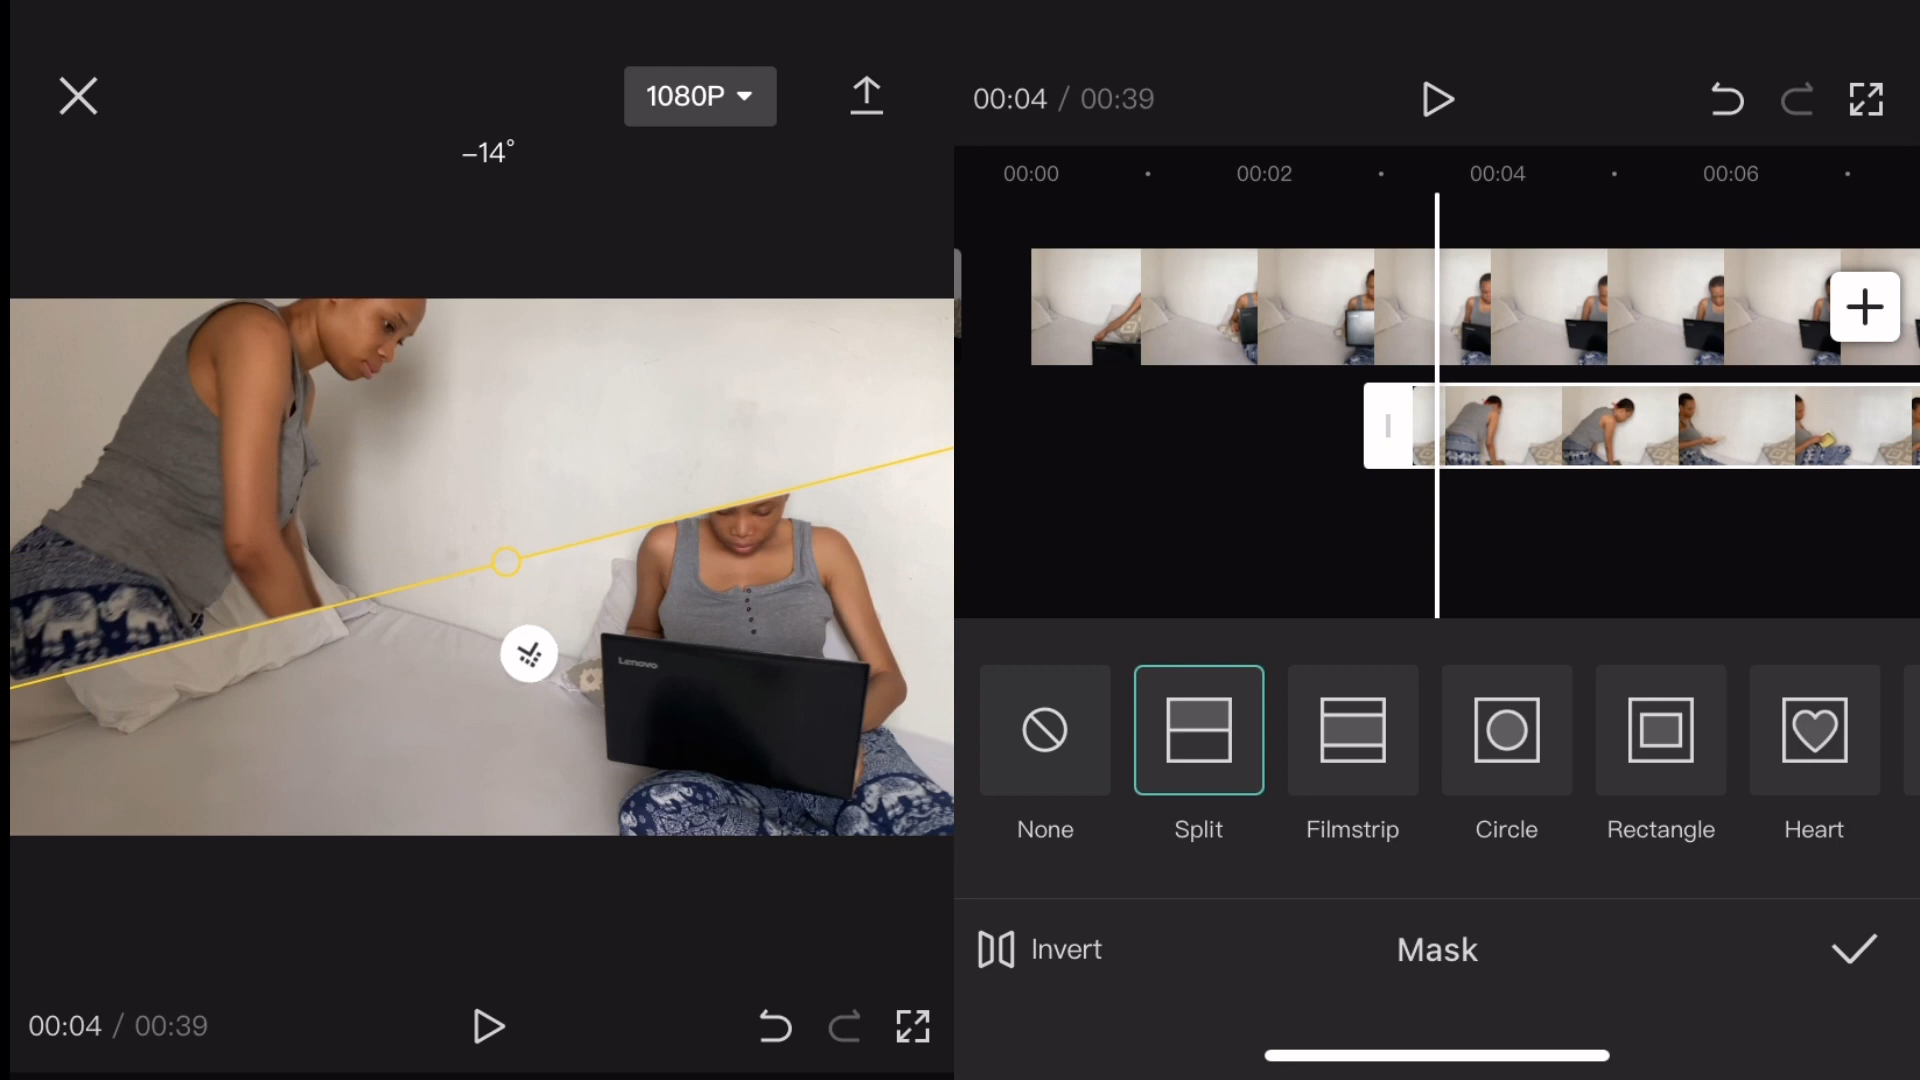 1080P
−14°
Lenovo
00:04 / 00:39
00:04 / 00:39
00:00 00:02 00:04 00:06
None Split Filmstrip Circle Rectangle Heart
Invert Mask